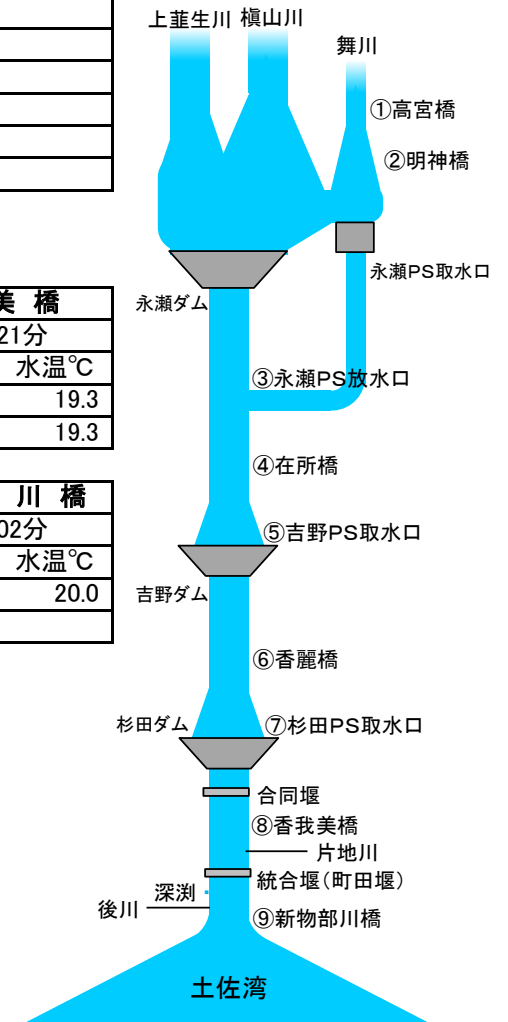 上韮生川 槇山川
舞川
①高宮橋
②明神橋
永瀬PS取水口
永瀬ダム
美 橋
21分
水温℃
19.3
19.3
③永瀬PS放水口
④在所橋
川 橋
02分
水温℃
20.0
⑤吉野PS取水口
吉野ダム
⑥香麗橋
杉田ダム
⑦杉田PS取水口
合同堰
⑧香我美橋
片地川
統合堰(町田堰)
深渕
後川
⑨新物部川橋
土佐湾